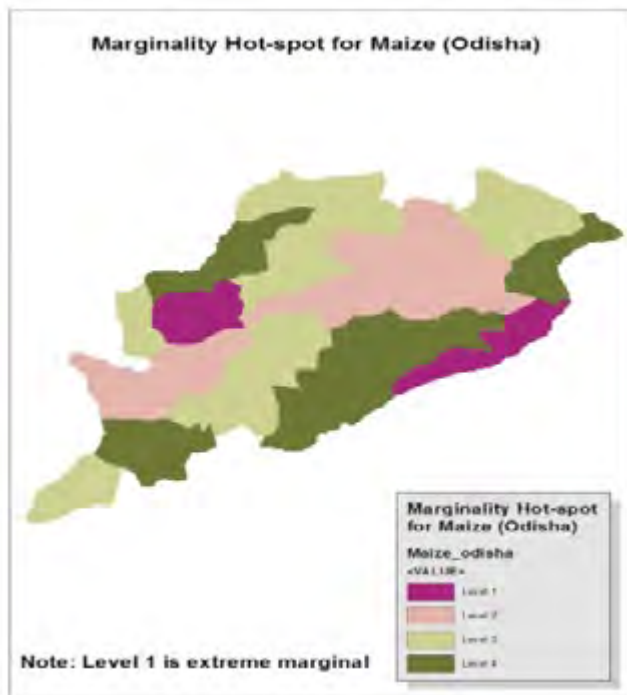 Marginality Hot-spot for Maize (Odisha)
Marginality Hot-spot
for Maize (Odisha)
Maize_odisha
<VALUE>
Level 1
Level 2
Level 3
Level 4
Note: Level 1 is extreme marginal